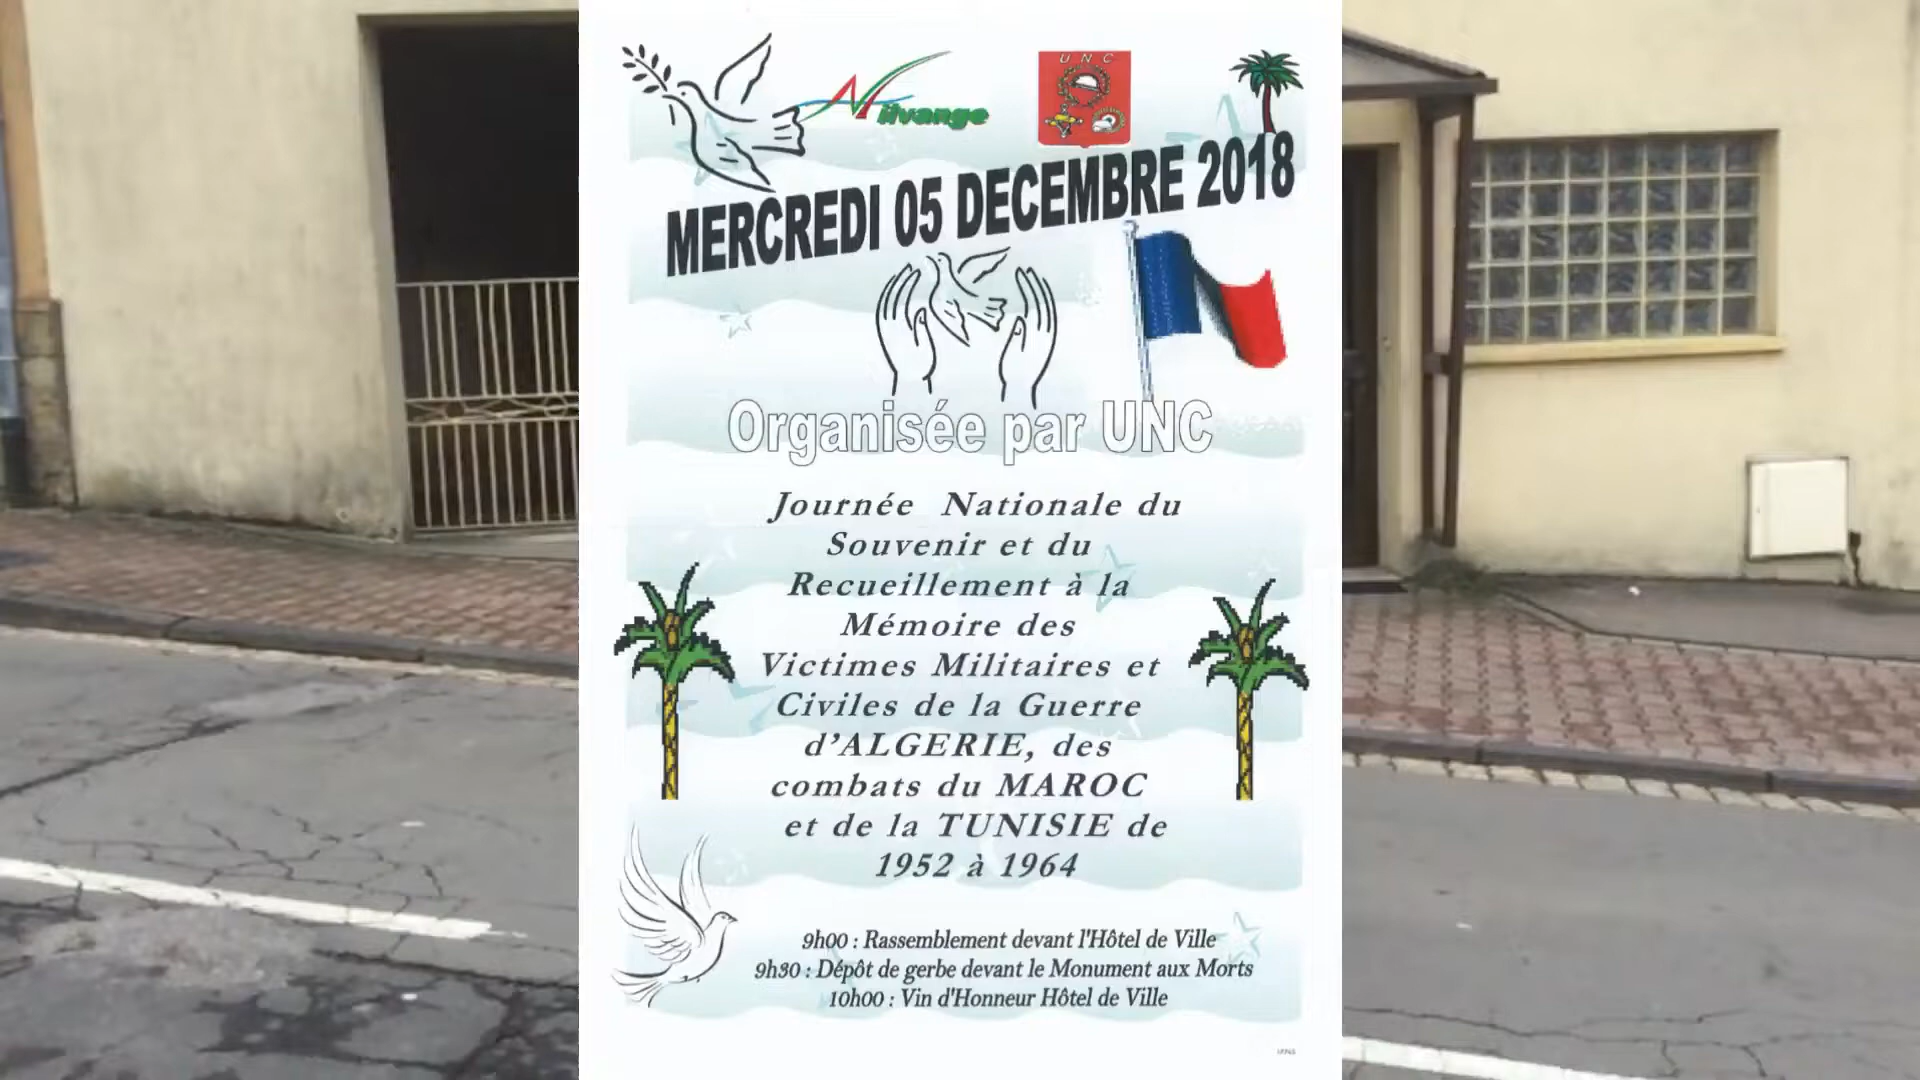 Nilvange
UNC
MERCREDI 05 DECEMBRE 2018
Organisée par UNC
Journée Nationale du
Souvenir et du
Recueillement à la
Mémoire des
Victimes Militaires et
Civiles de la Guerre
d'ALGERIE, des
combats du MAROC
et de la TUNISIE de
1952 à 1964
9h00 : Rassemblement devant l'Hôtel de Ville
9h30 : Dépôt de gerbe devant le Monument aux Morts
10h00 : Vin d'Honneur Hôtel de Ville